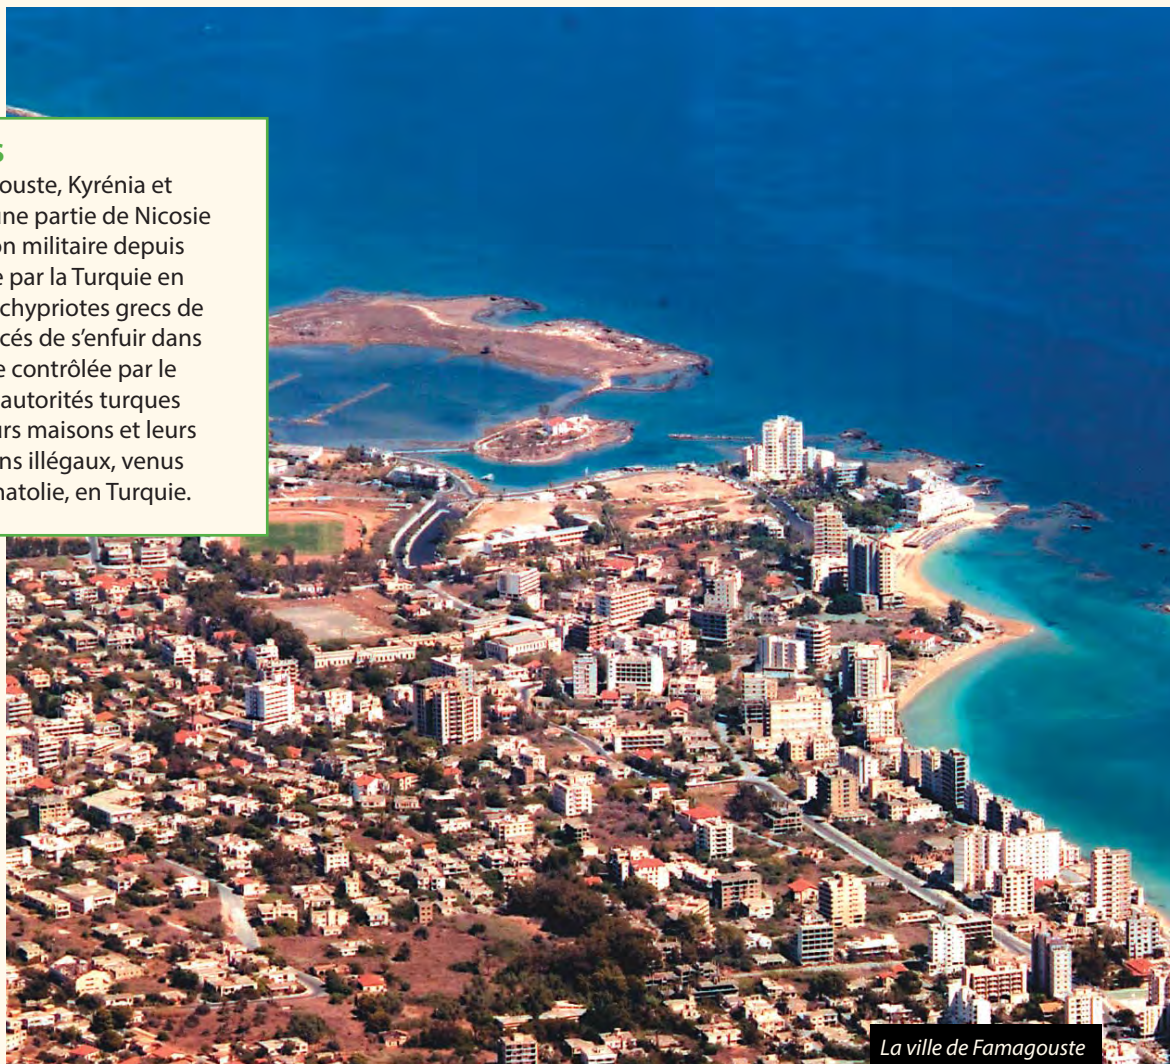 ouste, Kyrénia et
une partie de Nicosie
on militaire depuis
par la Turquie en
chypriotes grecs de
cés de s'enfuir dans
e contrôlée par le
autorités turques
urs maisons et leurs
ns illégaux, venus
natolie, en Turquie.
La ville de Famagouste